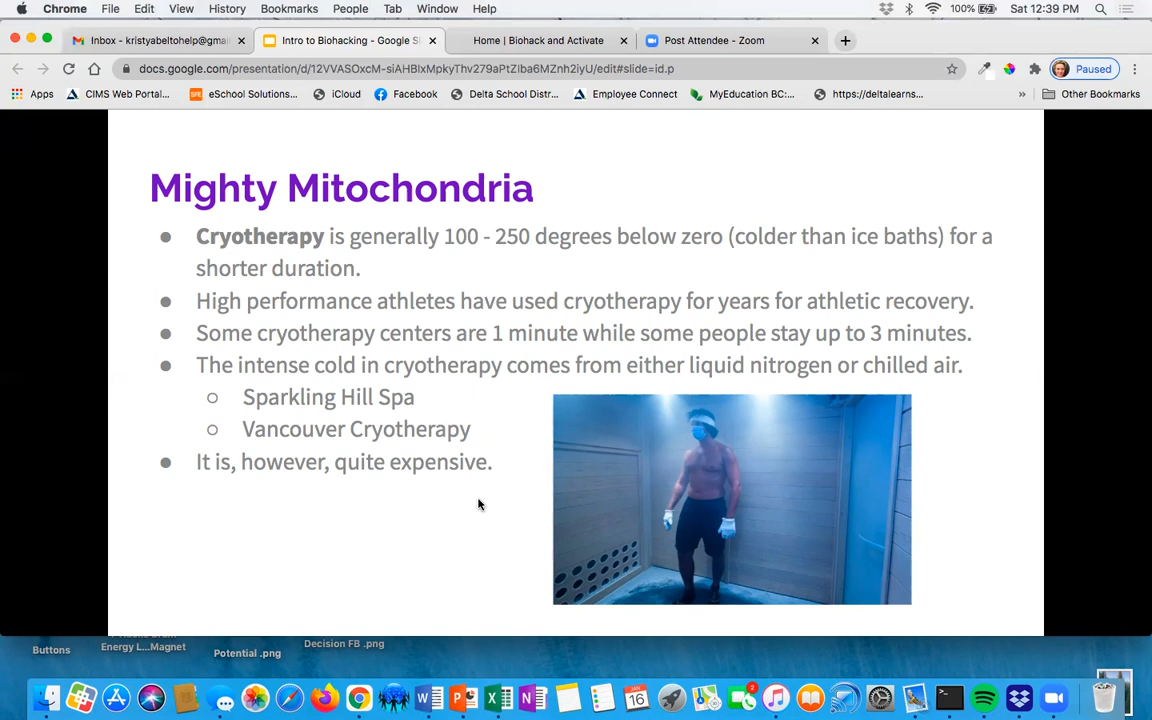 Chrome File Edit View History Bookmarks People Tab Window Help 100% Sat 12:39 PM
Inbox - kristyabeltohelp@gmai Intro to Biohacking - Google Sl Home | Biohack and Activate Post Attendee - Zoom
docs.google.com/presentation/d/12VVASOxcM-siAHBlxMpkyThv279aPtZlba6MZnh2iyU/edit#slide=id.p Paused
Apps CIMS Web Portal... SFE eSchool Solutions... iCloud Facebook Delta School Distr... Employee Connect MyEducation BC:... https://deltalearns... » Other Bookmarks
Mighty Mitochondria
● Cryotherapy is generally 100 - 250 degrees below zero (colder than ice baths) for a
shorter duration.
● High performance athletes have used cryotherapy for years for athletic recovery.
● Some cryotherapy centers are 1 minute while some people stay up to 3 minutes.
● The intense cold in cryotherapy comes from either liquid nitrogen or chilled air.
○ Sparkling Hill Spa
○ Vancouver Cryotherapy
● It is, however, quite expensive.
Buttons Energy L...Magnet Potential .png Decision FB .png
JAN 16 2